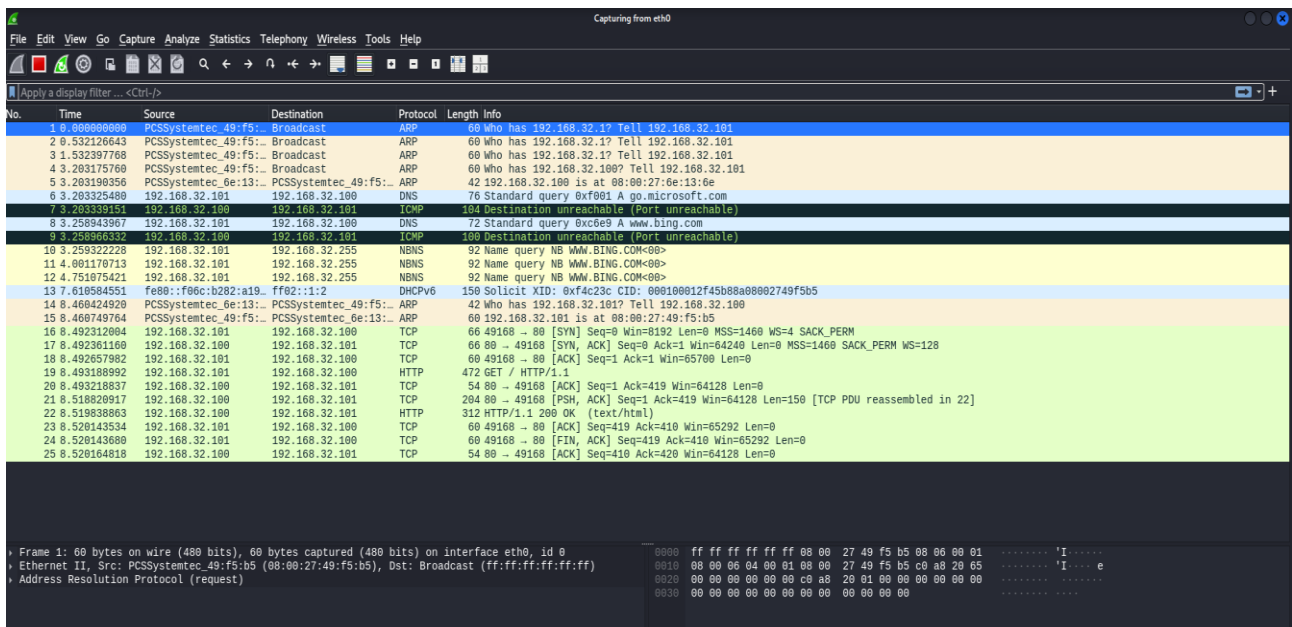 Capturing from eth0
File Edit View Go Capture Analyze Statistics Telephony Wireless Tools Help
Apply a display filter ... <Ctrl-/>
No. Time Source Destination Protocol Length Info
1 0.000000000 PCSSystemtec_49:f5:… Broadcast ARP 60 Who has 192.168.32.1? Tell 192.168.32.101
2 0.532126643 PCSSystemtec_49:f5:… Broadcast ARP 60 Who has 192.168.32.1? Tell 192.168.32.101
3 1.532397768 PCSSystemtec_49:f5:… Broadcast ARP 60 Who has 192.168.32.1? Tell 192.168.32.101
4 3.203175760 PCSSystemtec_49:f5:… Broadcast ARP 60 Who has 192.168.32.100? Tell 192.168.32.101
5 3.203190356 PCSSystemtec_6e:13:… PCSSystemtec_49:f5:… ARP 42 192.168.32.100 is at 08:00:27:6e:13:6e
6 3.203325480 192.168.32.101 192.168.32.100 DNS 76 Standard query 0xf001 A go.microsoft.com
7 3.203339151 192.168.32.100 192.168.32.101 ICMP 104 Destination unreachable (Port unreachable)
8 3.258943967 192.168.32.101 192.168.32.100 DNS 72 Standard query 0xc6e9 A www.bing.com
9 3.258966332 192.168.32.100 192.168.32.101 ICMP 100 Destination unreachable (Port unreachable)
10 3.259322228 192.168.32.101 192.168.32.255 NBNS 92 Name query NB WWW.BING.COM<00>
11 4.001170713 192.168.32.101 192.168.32.255 NBNS 92 Name query NB WWW.BING.COM<00>
12 4.751075421 192.168.32.101 192.168.32.255 NBNS 92 Name query NB WWW.BING.COM<00>
13 7.610584551 fe80::f06c:b282:a19… ff02::1:2 DHCPv6 150 Solicit XID: 0xf4c23c CID: 000100012f45b88a08002749f5b5
14 8.460424920 PCSSystemtec_6e:13:… PCSSystemtec_49:f5:… ARP 42 Who has 192.168.32.101? Tell 192.168.32.100
15 8.460749764 PCSSystemtec_49:f5:… PCSSystemtec_6e:13:… ARP 60 192.168.32.101 is at 08:00:27:49:f5:b5
16 8.492312004 192.168.32.101 192.168.32.100 TCP 66 49168 → 80 [SYN] Seq=0 Win=8192 Len=0 MSS=1460 WS=4 SACK_PERM
17 8.492361160 192.168.32.100 192.168.32.101 TCP 66 80 → 49168 [SYN, ACK] Seq=0 Ack=1 Win=64240 Len=0 MSS=1460 SACK_PERM WS=128
18 8.492657982 192.168.32.101 192.168.32.100 TCP 60 49168 → 80 [ACK] Seq=1 Ack=1 Win=65700 Len=0
19 8.493188992 192.168.32.101 192.168.32.100 HTTP 472 GET / HTTP/1.1
20 8.493218837 192.168.32.100 192.168.32.101 TCP 54 80 → 49168 [ACK] Seq=1 Ack=419 Win=64128 Len=0
21 8.518820917 192.168.32.100 192.168.32.101 TCP 204 80 → 49168 [PSH, ACK] Seq=1 Ack=419 Win=64128 Len=150 [TCP PDU reassembled in 22]
22 8.519838863 192.168.32.100 192.168.32.101 HTTP 312 HTTP/1.1 200 OK (text/html)
23 8.520143534 192.168.32.101 192.168.32.100 TCP 60 49168 → 80 [ACK] Seq=419 Ack=410 Win=65292 Len=0
24 8.520143680 192.168.32.101 192.168.32.100 TCP 60 49168 → 80 [FIN, ACK] Seq=419 Ack=410 Win=65292 Len=0
25 8.520164818 192.168.32.100 192.168.32.101 TCP 54 80 → 49168 [ACK] Seq=410 Ack=420 Win=64128 Len=0
Frame 1: 60 bytes on wire (480 bits), 60 bytes captured (480 bits) on interface eth0, id 0
Ethernet II, Src: PCSSystemtec_49:f5:b5 (08:00:27:49:f5:b5), Dst: Broadcast (ff:ff:ff:ff:ff:ff)
Address Resolution Protocol (request)
0000 ff ff ff ff ff ff 08 00 27 49 f5 b5 08 06 00 01 ········ 'I······
0010 08 00 06 04 00 01 08 00 27 49 f5 b5 c0 a8 20 65 ········ 'I···· e
0020 00 00 00 00 00 00 c0 a8 20 01 00 00 00 00 00 00 ········ ·······
0030 00 00 00 00 00 00 00 00 00 00 00 00 ········ ····